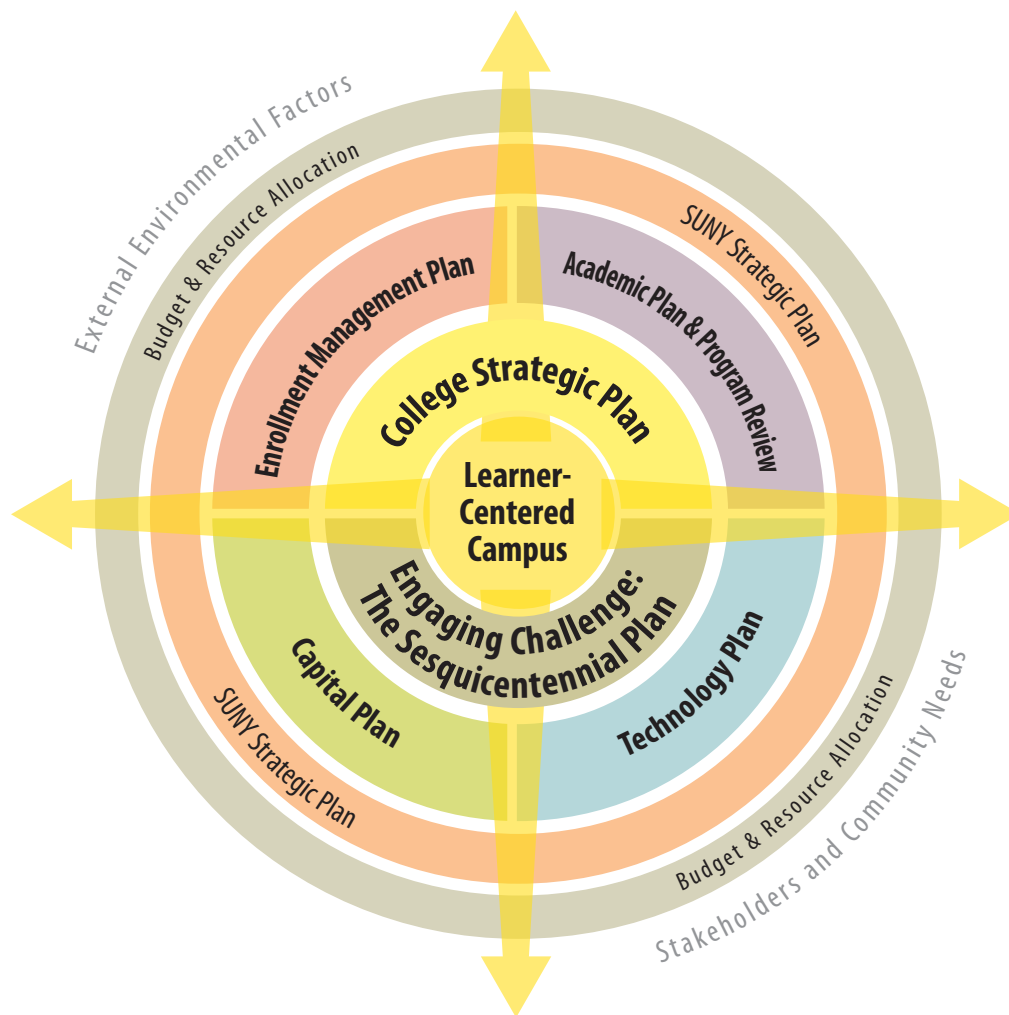 External Environmental Factors
Budget & Resource Allocation
SUNY Strategic Plan
Enrollment Management Plan
Academic Plan & Program Review
College Strategic Plan
Learner-
Centered
Campus
Engaging Challenge:
The Sesquicentennial Plan
Capital Plan
Technology Plan
SUNY Strategic Plan
Budget & Resource Allocation
Stakeholders and Community Needs